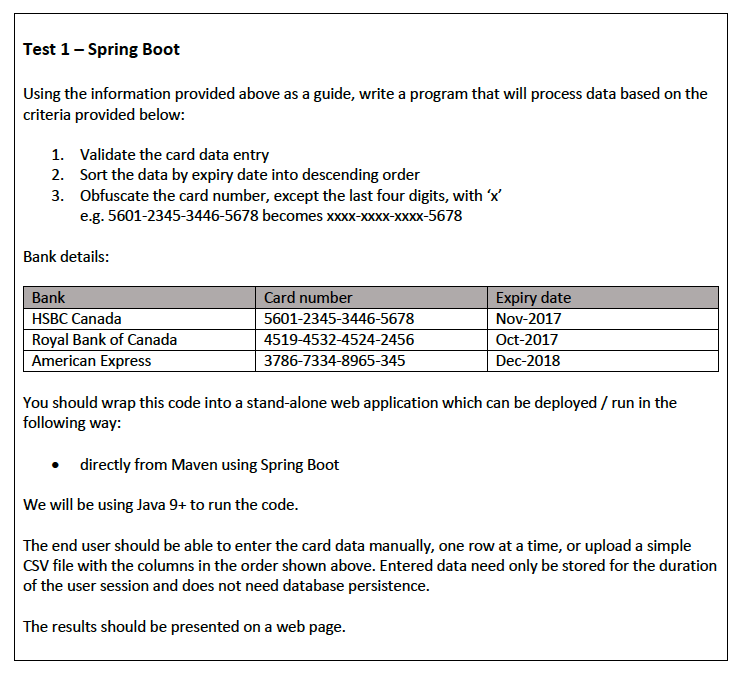 Test 1 – Spring Boot
Using the information provided above as a guide, write a program that will process data based on the
criteria provided below:
1. Validate the card data entry
2. Sort the data by expiry date into descending order
3. Obfuscate the card number, except the last four digits, with ‘x’
e.g. 5601-2345-3446-5678 becomes xxxx-xxxx-xxxx-5678
Bank details:
Bank Card number Expiry date
HSBC Canada 5601-2345-3446-5678 Nov-2017
Royal Bank of Canada 4519-4532-4524-2456 Oct-2017
American Express 3786-7334-8965-345 Dec-2018
You should wrap this code into a stand-alone web application which can be deployed / run in the
following way:
• directly from Maven using Spring Boot
We will be using Java 9+ to run the code.
The end user should be able to enter the card data manually, one row at a time, or upload a simple
CSV file with the columns in the order shown above. Entered data need only be stored for the duration
of the user session and does not need database persistence.
The results should be presented on a web page.